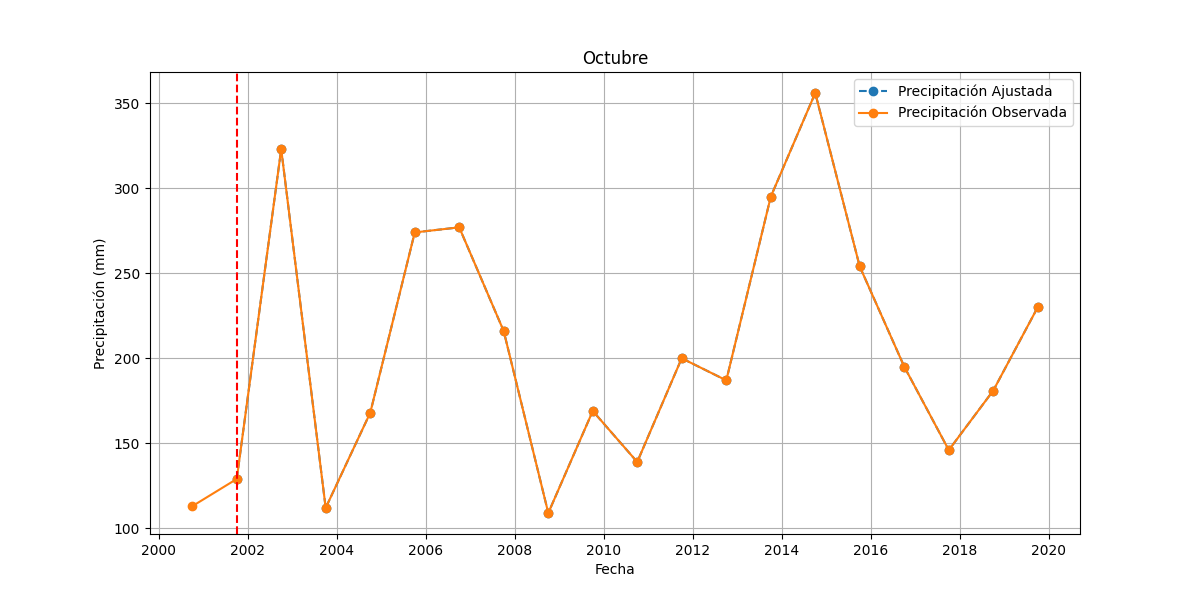 Octubre
Precipitación Ajustada
Precipitación Observada
Precipitación (mm)
350
300
250
200
150
100
2000 2002 2004 2006 2008 2010 2012 2014 2016 2018 2020
Fecha